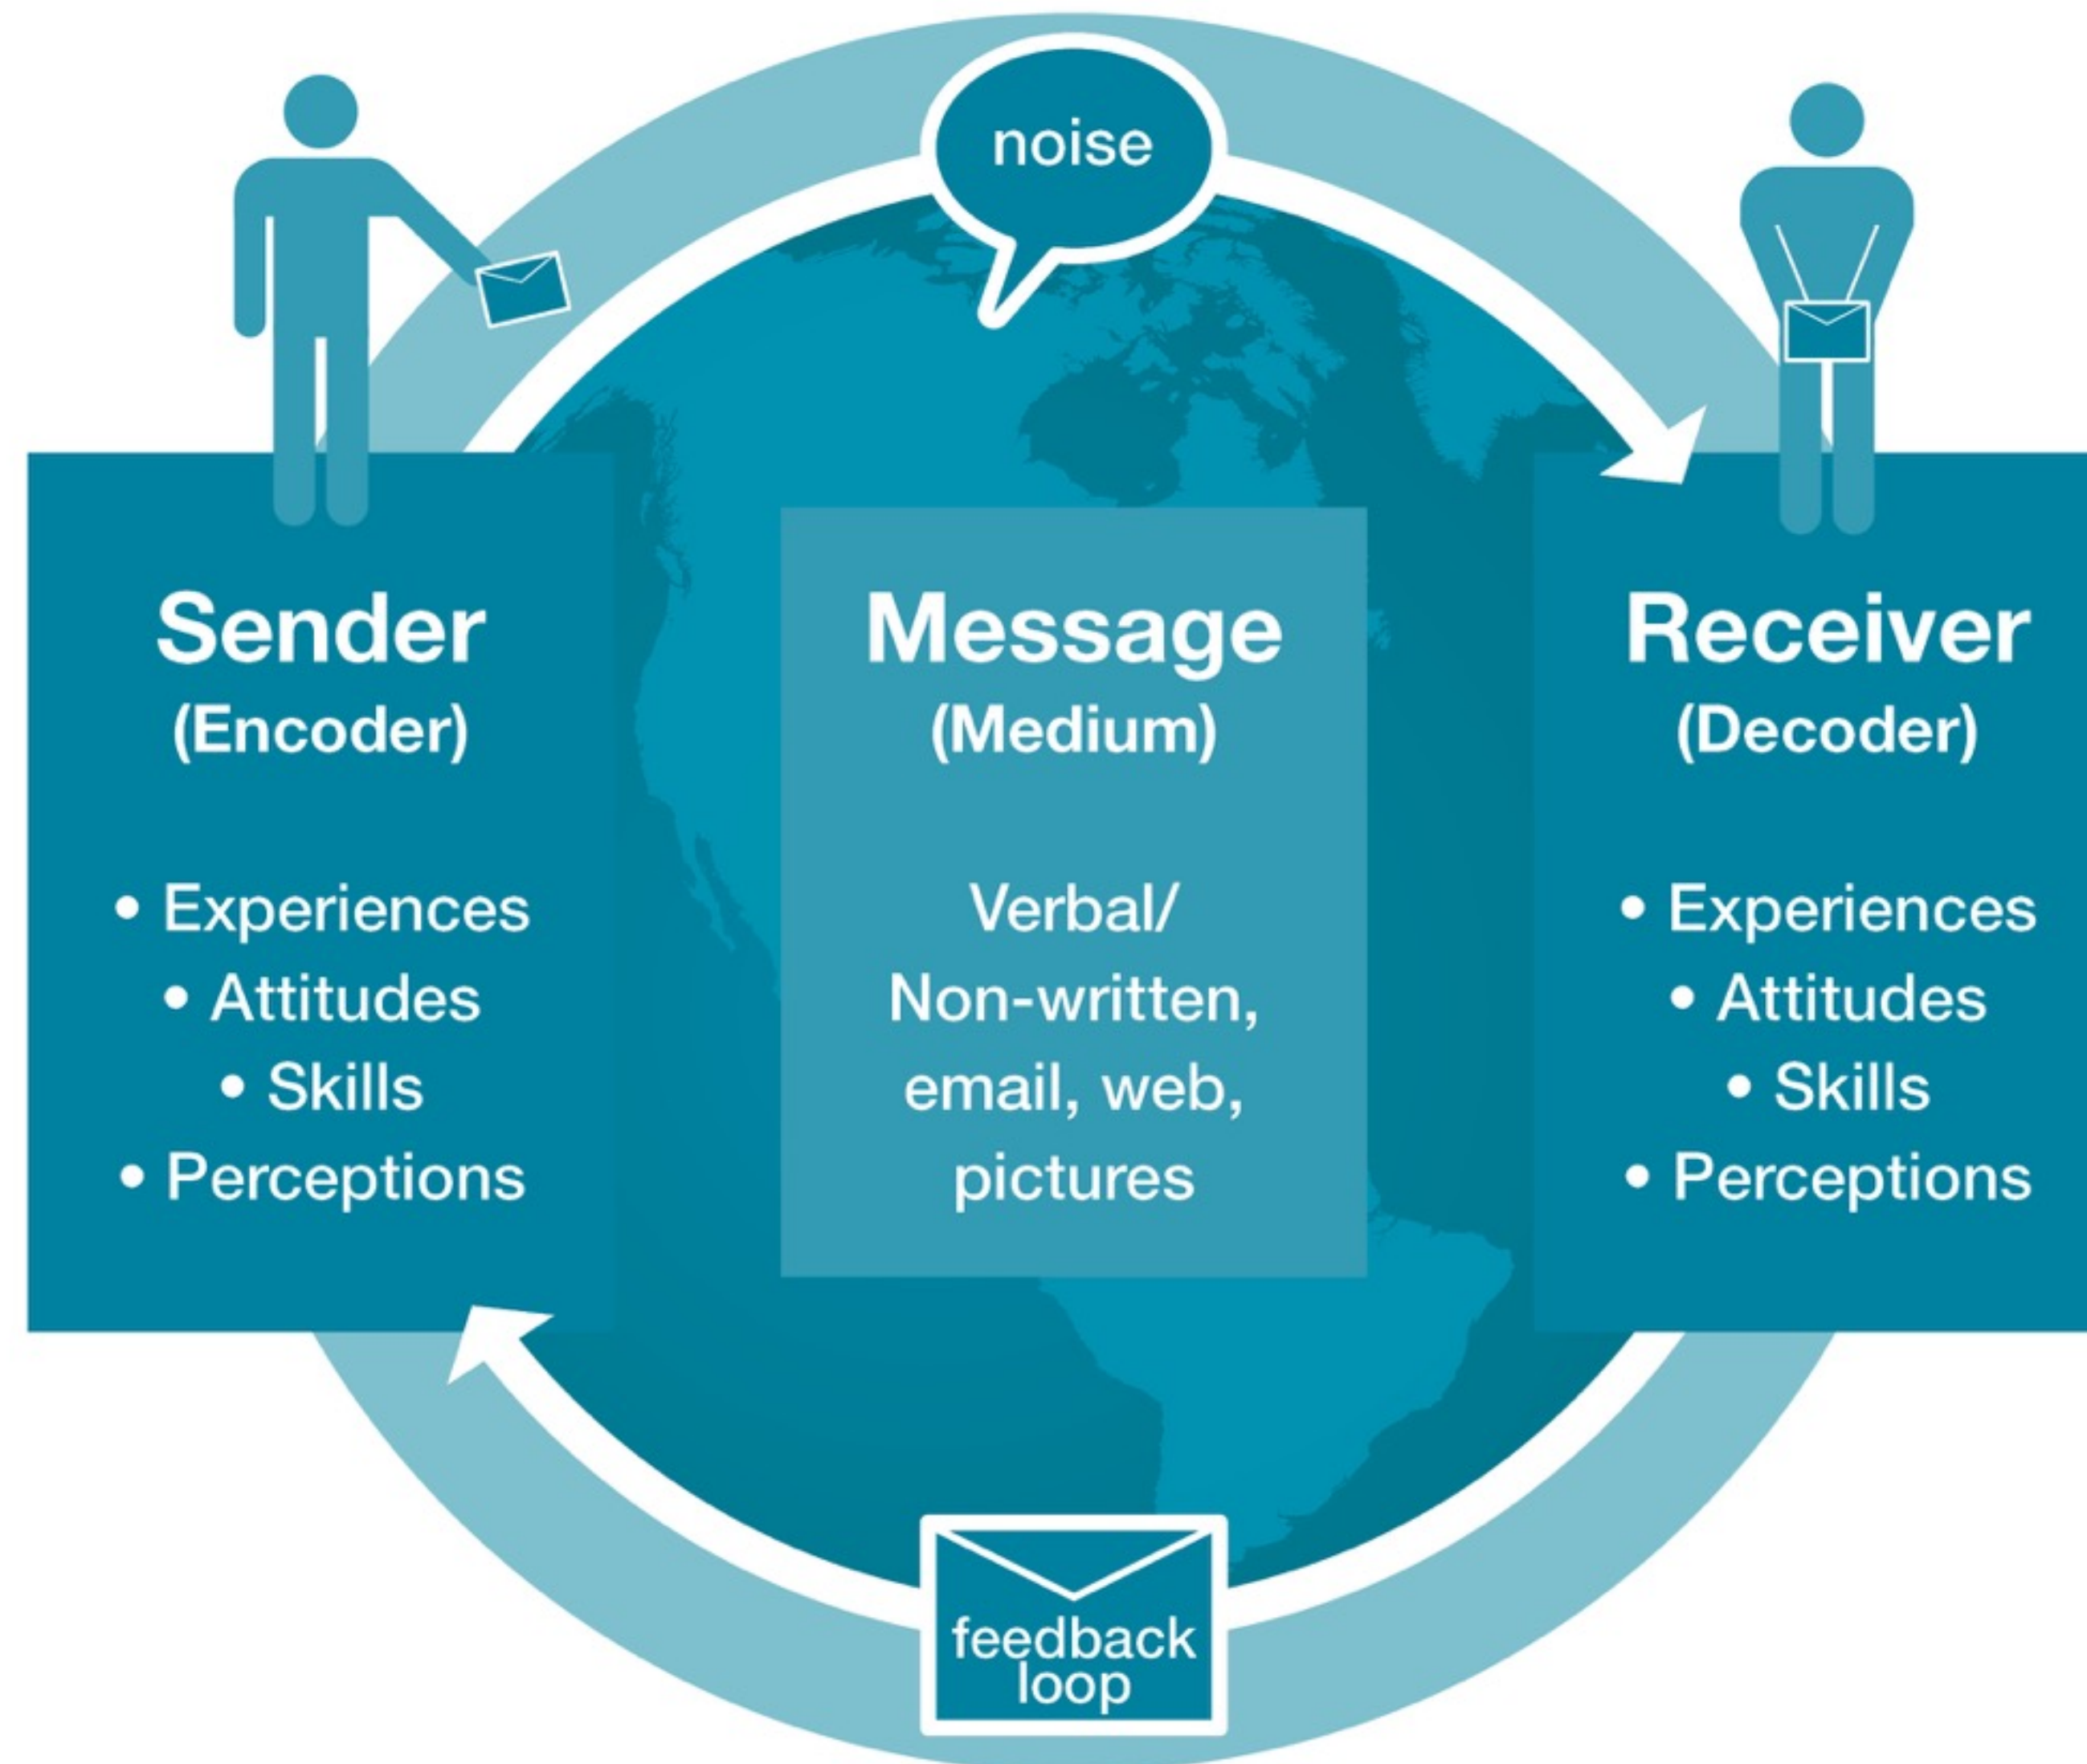 noise
Sender
(Encoder)
• Experiences
• Attitudes
• Skills
• Perceptions
Message
(Medium)
Verbal/
Non-written,
email, web,
pictures
Receiver
(Decoder)
• Experiences
• Attitudes
• Skills
• Perceptions
feedback
loop